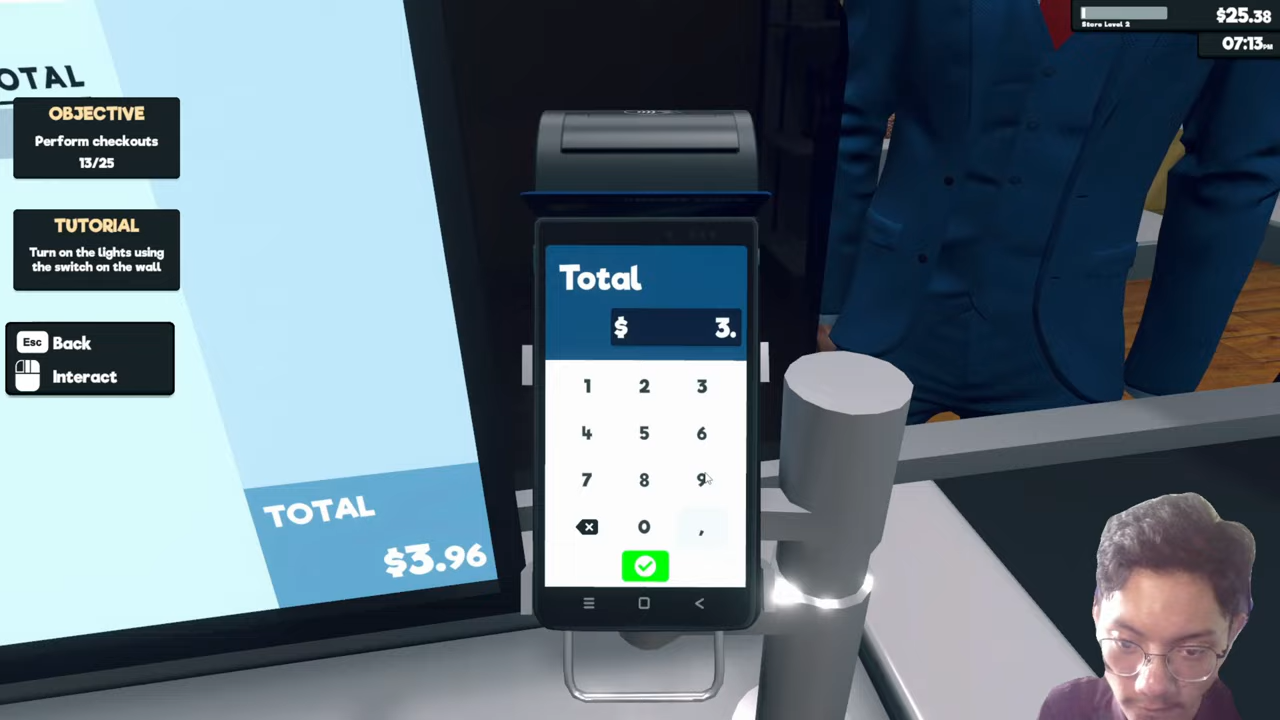 $25.38
Store Level 2
07:13PM
OTAL
OBJECTIVE
Perform checkouts
13/25
TUTORIAL
Turn on the lights using
the switch on the wall
Esc Back
Interact
Total
$ 3.
1 2 3
4 5 6
7 8 9
0 ,
TOTAL
$3.96